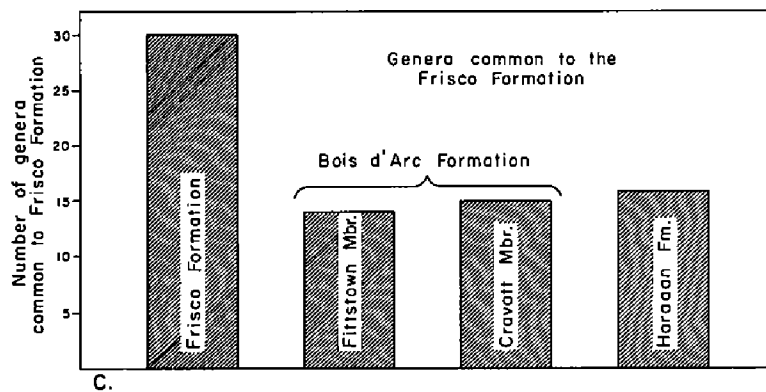 Genera common to the
Frisco Formation
Number of genera
common to Frisco Formation
30
25
20
15
10
5
Bois d'Arc Formation
Frisco Formation
Fittstown Mbr.
Cravatt Mbr.
Haragan Fm.
C.